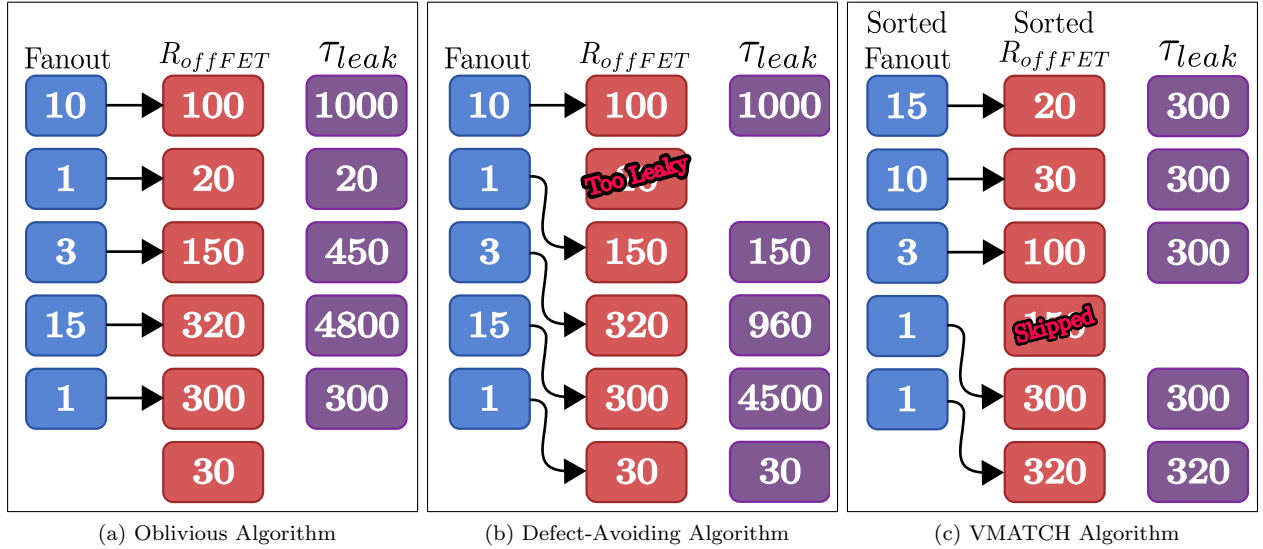 Fanout R_offFET τ_leak
10 100 1000
1 20 20
3 150 450
15 320 4800
1 300 300
30
(a) Oblivious Algorithm
Fanout R_offFET τ_leak
10 100 1000
1 Too Leaky
3 150 150
15 320 960
1 300 4500
30 30
(b) Defect-Avoiding Algorithm
Sorted Sorted
Fanout R_offFET τ_leak
15 20 300
10 30 300
3 100 300
1 Skipped
1 300 300
320 320
(c) VMATCH Algorithm